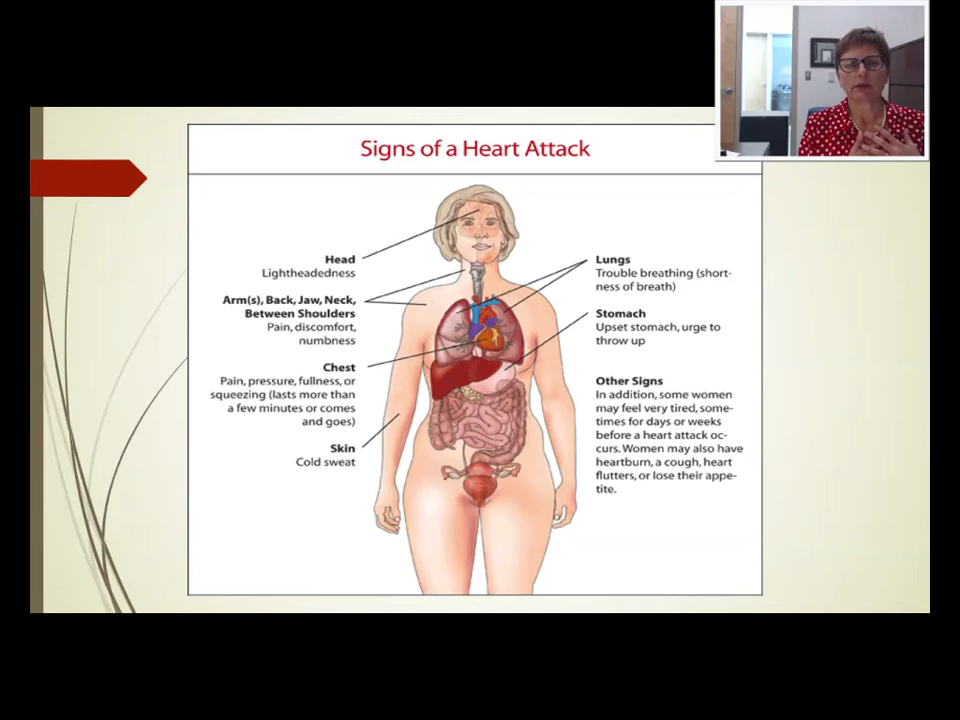 Signs of a Heart Attack
Head
Lightheadedness
Arm(s), Back, Jaw, Neck,
Between Shoulders
Pain, discomfort,
numbness
Chest
Pain, pressure, fullness, or
squeezing (lasts more than
a few minutes or comes
and goes)
Skin
Cold sweat
Lungs
Trouble breathing (short-
ness of breath)
Stomach
Upset stomach, urge to
throw up
Other Signs
In addition, some women
may feel very tired, some-
times for days or weeks
before a heart attack oc-
curs. Women may also have
heartburn, a cough, heart
flutters, or lose their appe-
tite.